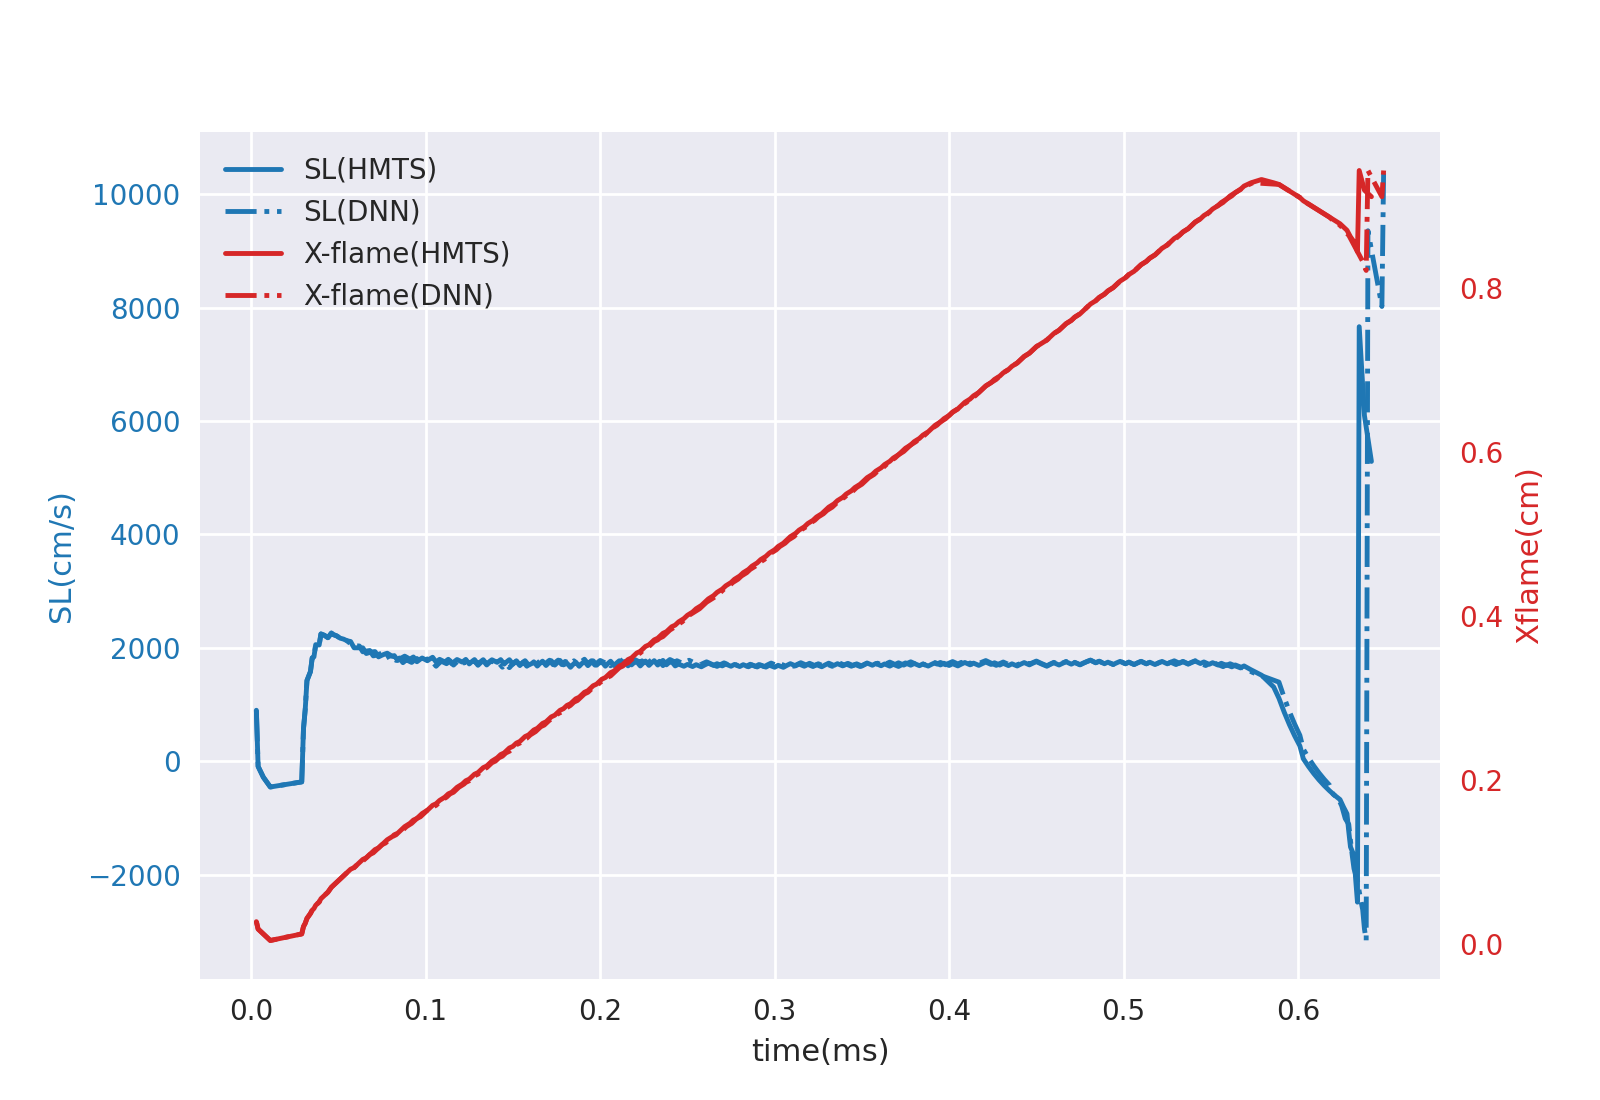 SL(HMTS)
SL(DNN)
X-flame(HMTS)
X-flame(DNN)
10000
8000
6000
4000
2000
0
−2000
SL(cm/s)
0.8
0.6
0.4
0.2
0.0
Xflame(cm)
0.0 0.1 0.2 0.3 0.4 0.5 0.6
time(ms)